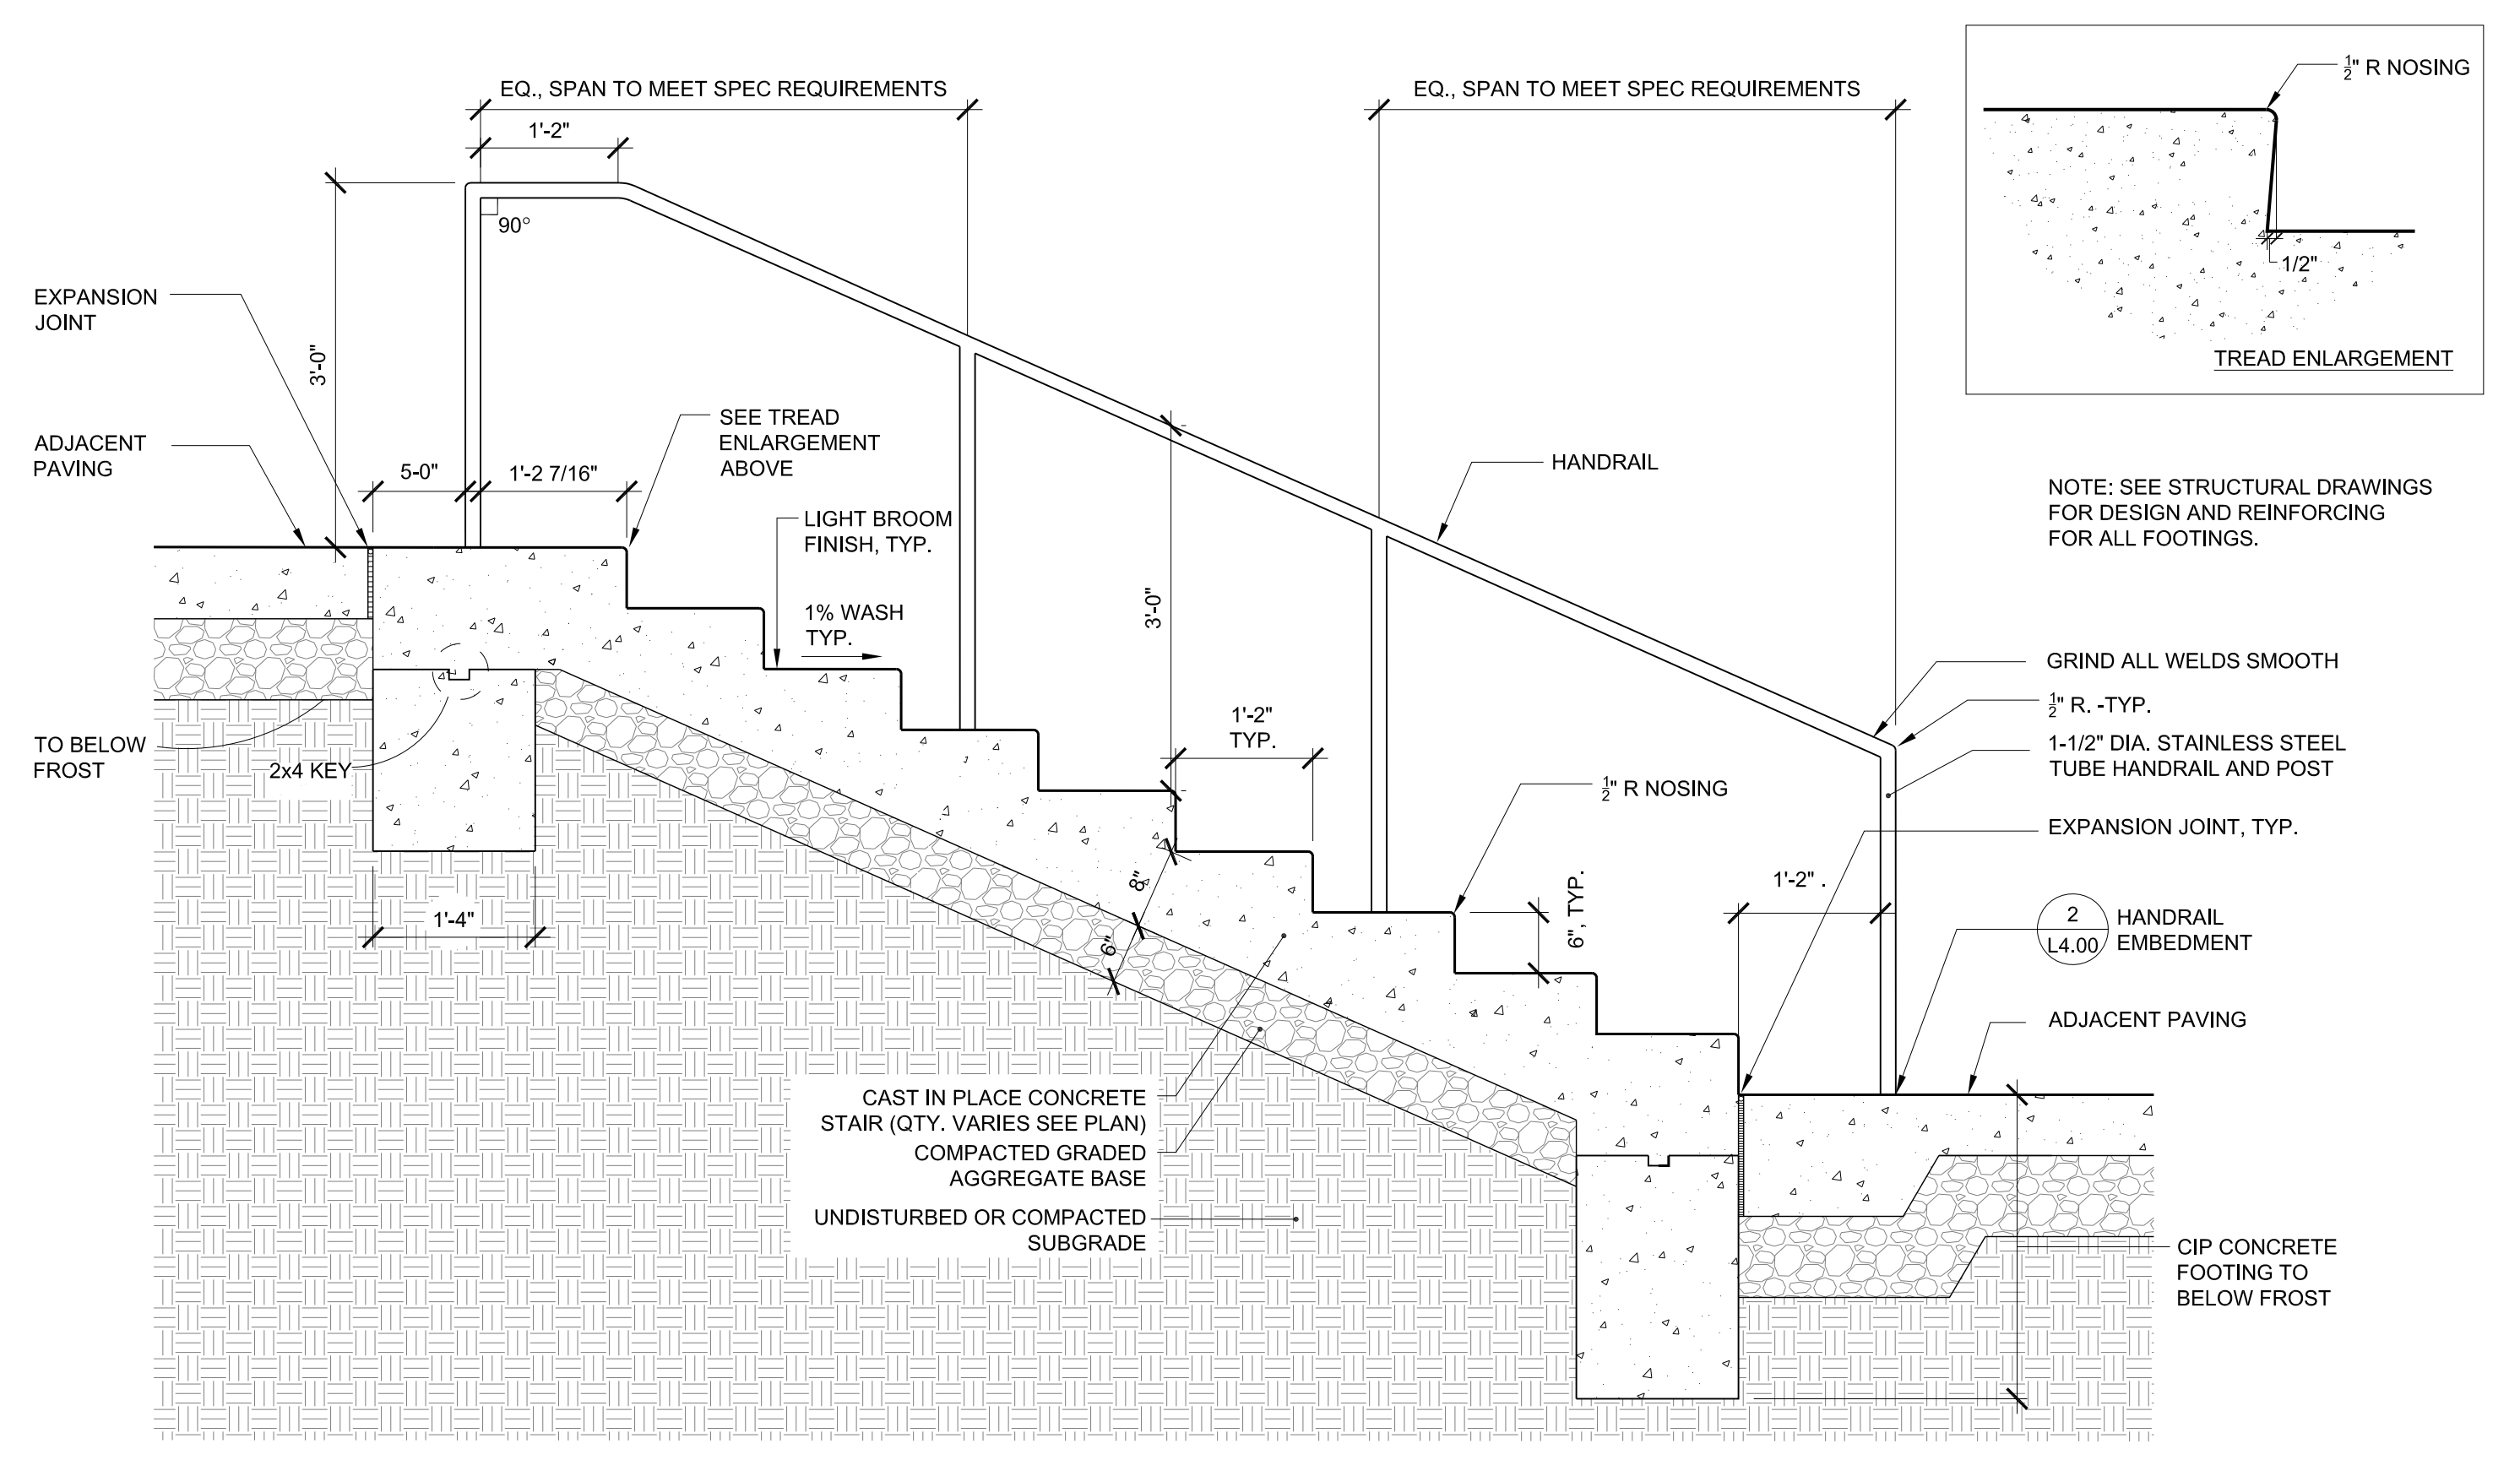 EQ., SPAN TO MEET SPEC REQUIREMENTS
1'-2"
90°
3'-0"
EXPANSION
JOINT
ADJACENT
PAVING
5-0"
1'-2 7/16"
SEE TREAD
ENLARGEMENT
ABOVE
LIGHT BROOM
FINISH, TYP.
1% WASH
TYP.
TO BELOW
FROST
2x4 KEY
1'-4"
EQ., SPAN TO MEET SPEC REQUIREMENTS
3'-0"
HANDRAIL
1'-2"
TYP.
8"
6"
½" R NOSING
6", TYP.
1'-2" .
CAST IN PLACE CONCRETE
STAIR (QTY. VARIES SEE PLAN)
COMPACTED GRADED
AGGREGATE BASE
UNDISTURBED OR COMPACTED
SUBGRADE
½" R NOSING
1/2"
TREAD ENLARGEMENT
NOTE: SEE STRUCTURAL DRAWINGS
FOR DESIGN AND REINFORCING
FOR ALL FOOTINGS.
GRIND ALL WELDS SMOOTH
½" R. -TYP.
1-1/2" DIA. STAINLESS STEEL
TUBE HANDRAIL AND POST
EXPANSION JOINT, TYP.
2
L4.00
HANDRAIL
EMBEDMENT
ADJACENT PAVING
CIP CONCRETE
FOOTING TO
BELOW FROST